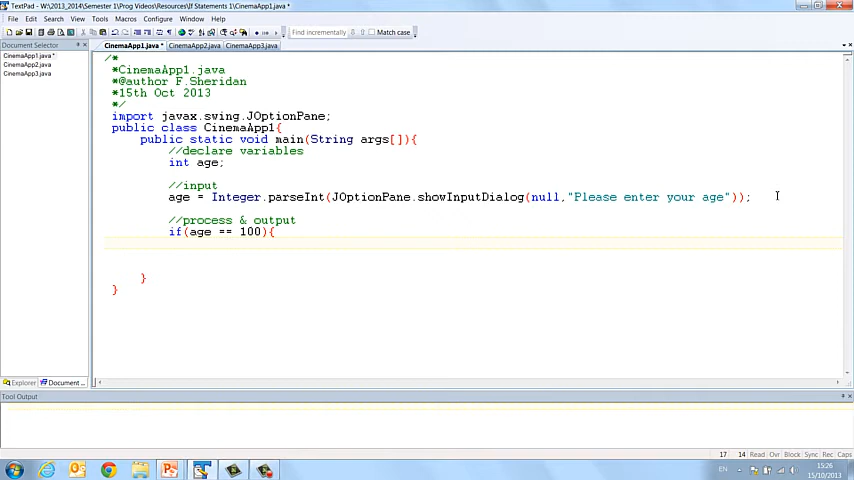 TextPad - W:\2013_2014\Semester 1\Prog Videos\Resources\If Statements 1\CinemaApp1.java *
File Edit Search View Tools Macros Configure Window Help
Find incrementally Match case
Document Selector
CinemaApp1.java *
CinemaApp2.java
CinemaApp3.java
CinemaApp1.java * CinemaApp2.java CinemaApp3.java
/*
*CinemaApp1.java
*@author F.Sheridan
*15th Oct 2013
*/
import javax.swing.JOptionPane;
public class CinemaApp1{
public static void main(String args[]){
//declare variables
int age;
//input
age = Integer.parseInt(JOptionPane.showInputDialog(null,"Please enter your age"));
//process & output
if(age == 100){
}
}
Explorer Document ...
Tool Output
17 14 Read Ovr Block Sync Rec Caps
EN
15:26
15/10/2013